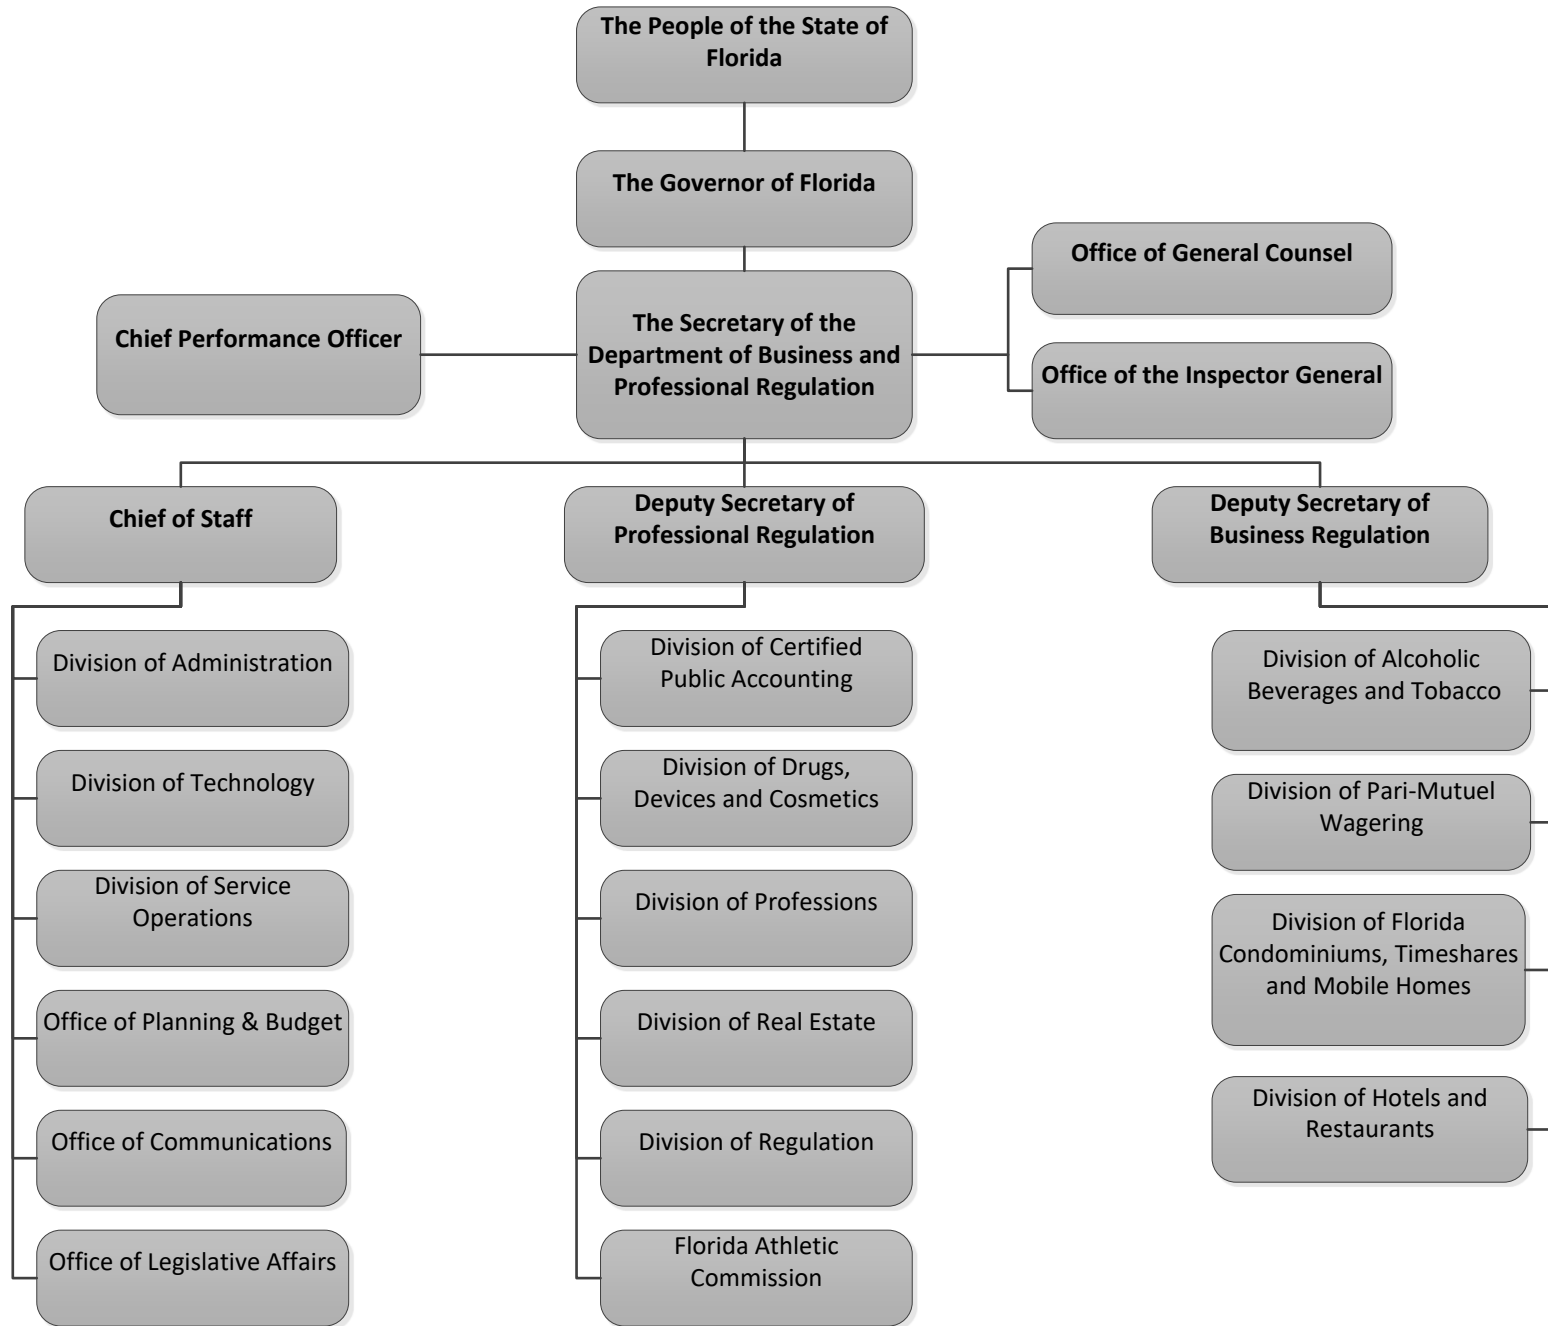 The People of the State of
Florida
The Governor of Florida
Office of General Counsel
Chief Performance Officer
The Secretary of the
Department of Business and
Professional Regulation
Office of the Inspector General
Chief of Staff
Deputy Secretary of
Professional Regulation
Deputy Secretary of
Business Regulation
Division of Administration
Division of Technology
Division of Service
Operations
Office of Planning & Budget
Office of Communications
Office of Legislative Affairs
Division of Certified
Public Accounting
Division of Drugs,
Devices and Cosmetics
Division of Professions
Division of Real Estate
Division of Regulation
Florida Athletic
Commission
Division of Alcoholic
Beverages and Tobacco
Division of Pari-Mutuel
Wagering
Division of Florida
Condominiums, Timeshares
and Mobile Homes
Division of Hotels and
Restaurants